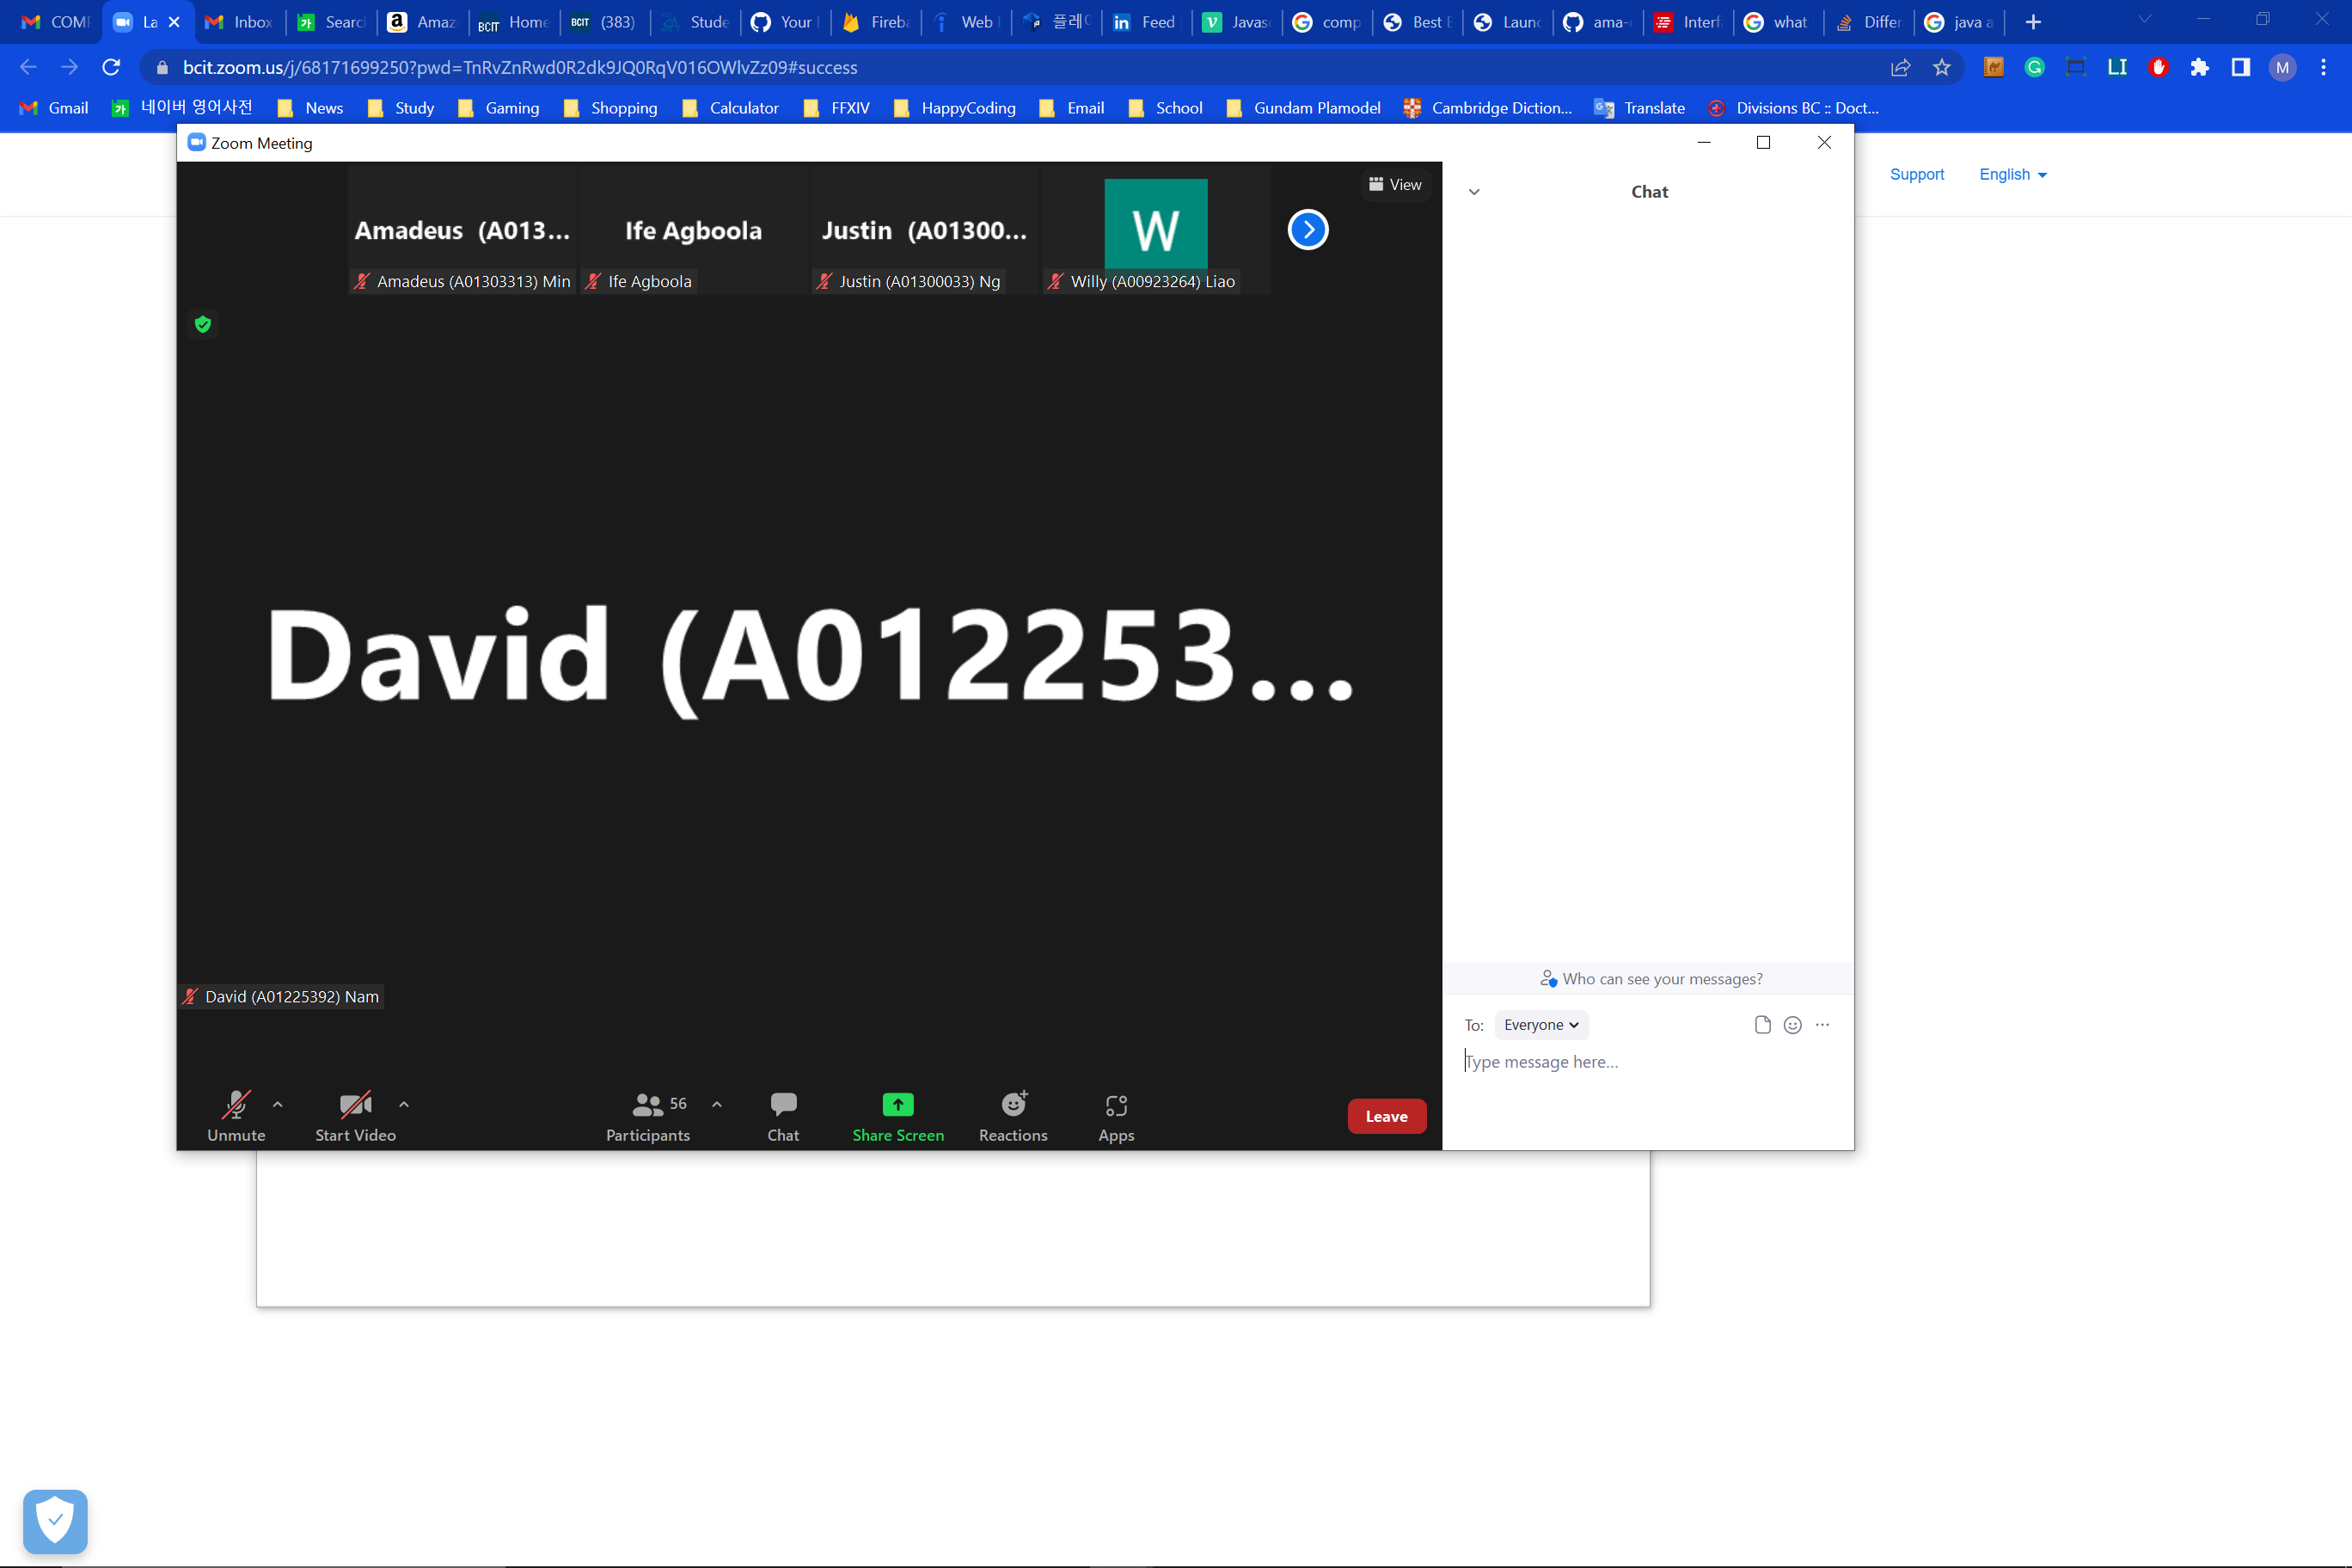 COM La Inbox Searc Amaz Home (383) Stude Your Fireb Web 플레이 Feed Javas comp Best Laun ama- Interf what Differ java a
bcit.zoom.us/j/68171699250?pwd=TnRvZnRwd0R2dk9JQ0RqV016OWlvZz09#success
Gmail 네이버 영어사전 News Study Gaming Shopping Calculator FFXIV HappyCoding Email School Gundam Plamodel Cambridge Diction... Translate Divisions BC :: Doct...
Zoom Meeting
Support English
View
Chat
Amadeus (A013... Ife Agboola Justin (A01300... W
Amadeus (A01303313) Min Ife Agboola Justin (A01300033) Ng Willy (A00923264) Liao
David (A012253...
David (A01225392) Nam
Who can see your messages?
To: Everyone
Type message here...
56
Unmute Start Video Participants Chat Share Screen Reactions Apps
Leave